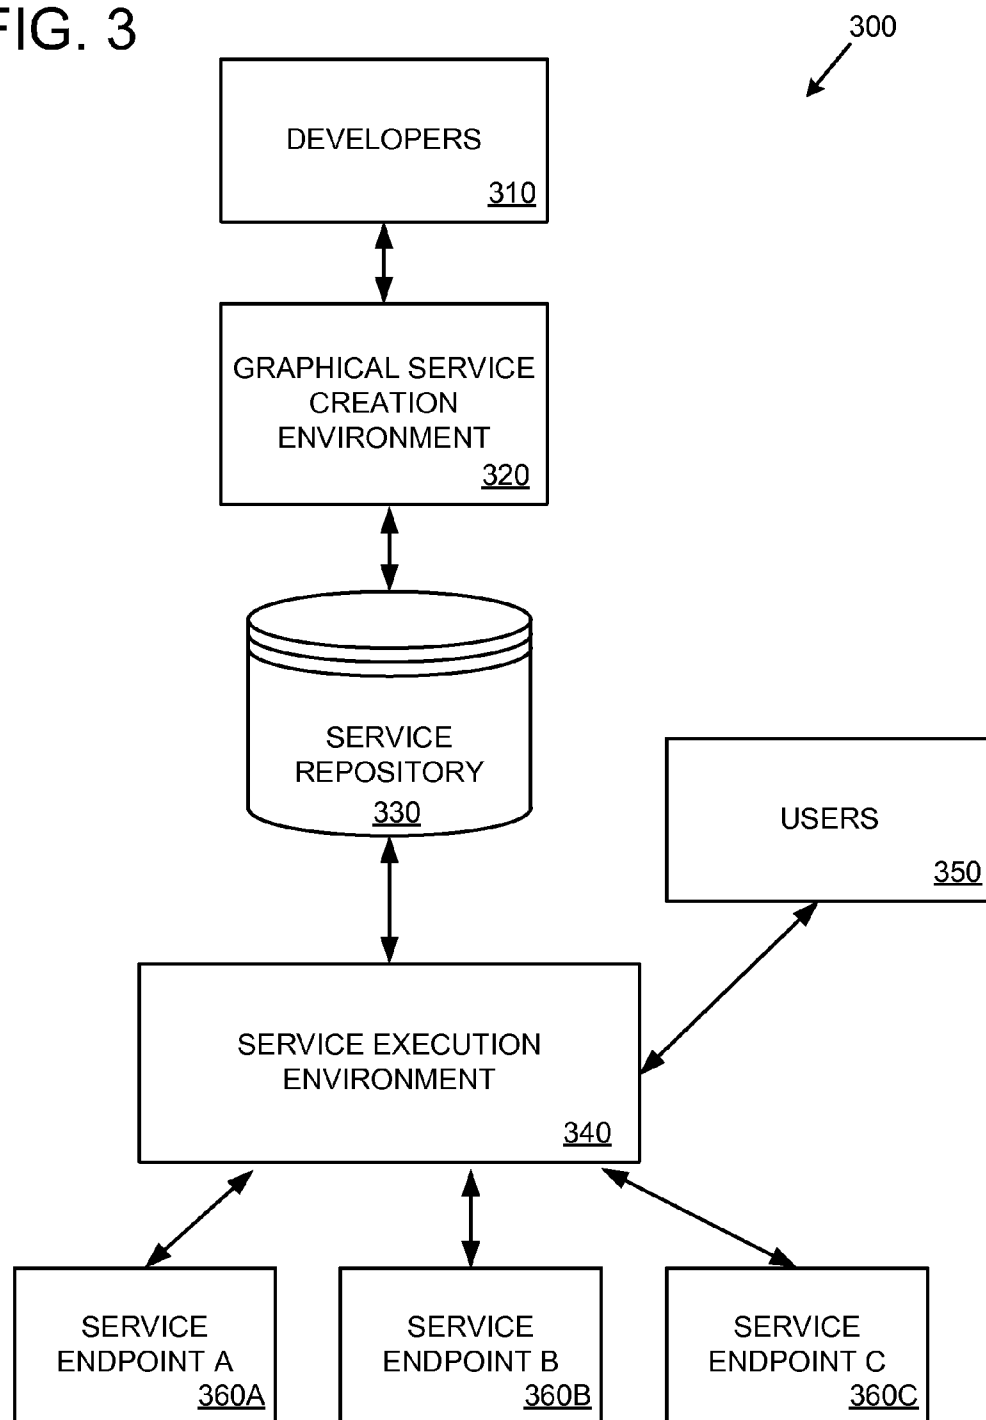 FIG. 3
300
DEVELOPERS
310
GRAPHICAL SERVICE
CREATION
ENVIRONMENT
320
SERVICE
REPOSITORY
330
USERS
350
SERVICE EXECUTION
ENVIRONMENT
340
SERVICE
ENDPOINT A
360A
SERVICE
ENDPOINT B
360B
SERVICE
ENDPOINT C
360C